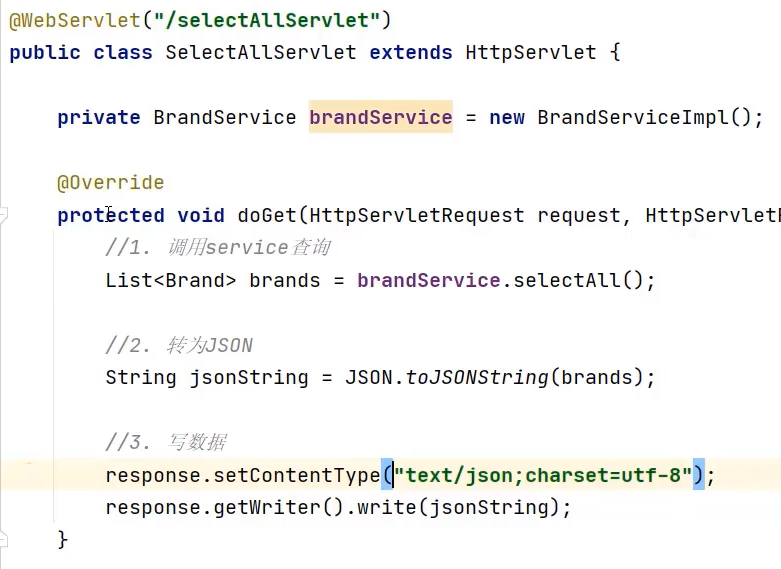 @WebServlet("/selectAllServlet")
public class SelectAllServlet extends HttpServlet {
private BrandService brandService = new BrandServiceImpl();
@Override
protected void doGet(HttpServletRequest request, HttpServlet
//1. 调用service查询
List<Brand> brands = brandService.selectAll();
//2. 转为JSON
String jsonString = JSON.toJSONString(brands);
//3. 写数据
response.setContentType("text/json;charset=utf-8");
response.getWriter().write(jsonString);
}